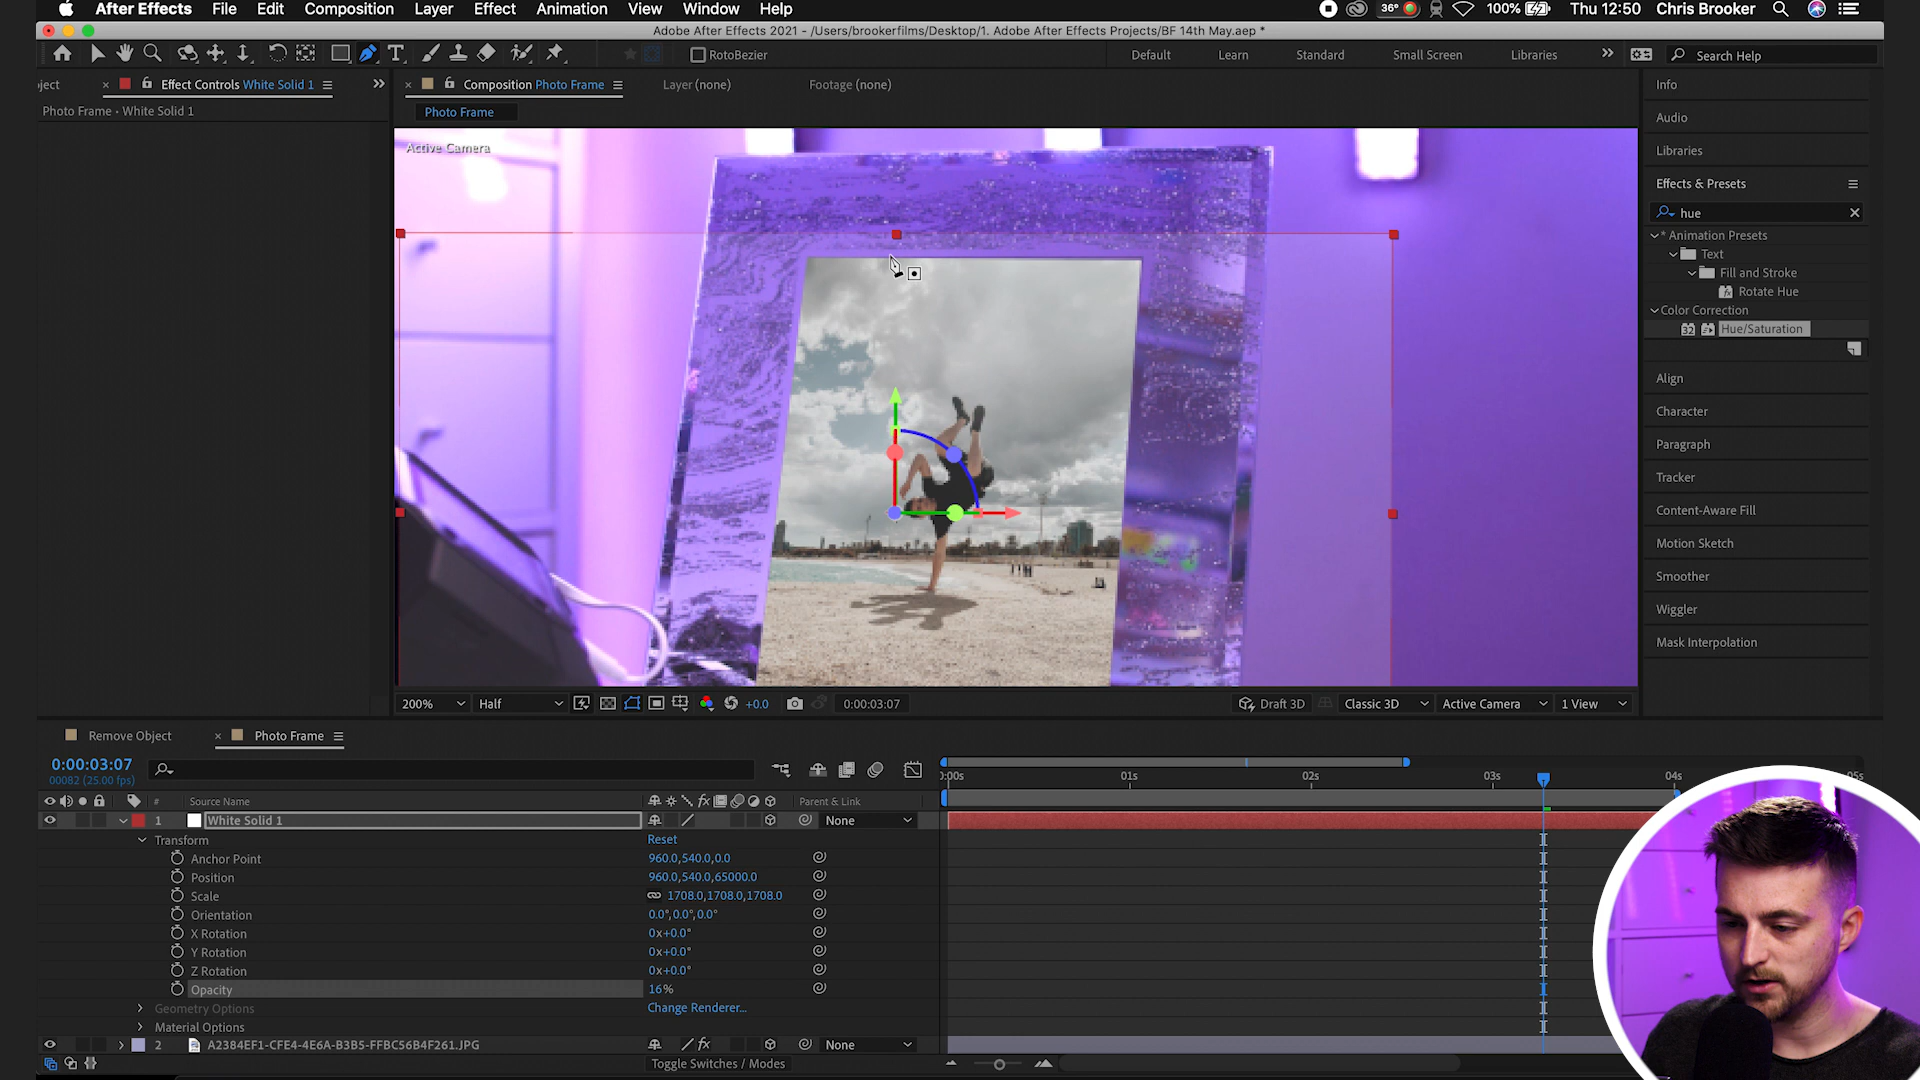 After Effects File Edit Composition Layer Effect Animation View Window Help 36° 100% Thu 12:50 Chris Brooker
Adobe After Effects 2021 - /Users/brookerfilms/Desktop/1. Adobe After Effects Projects/BF 14th May.aep *
RotoBezier Default Learn Standard Small Screen Libraries Search Help
ject Effect Controls White Solid 1 Composition Photo Frame Layer (none) Footage (none)
Photo Frame • White Solid 1
Photo Frame
Active Camera
Info
Audio
Libraries
Effects & Presets
hue
* Animation Presets
Text
Fill and Stroke
Rotate Hue
Color Correction
32 Hue/Saturation
Align
Character
Paragraph
Tracker
Content-Aware Fill
Motion Sketch
Smoother
Wiggler
Mask Interpolation
200% Half +0.0 0:00:03:07 Draft 3D Classic 3D Active Camera 1 View
Remove Object Photo Frame
0:00:03:07
00082 (25.00 fps)
:00s 01s 02s 03s 04s 05s
# Source Name fx Parent & Link
1 White Solid 1 None
Transform Reset
Anchor Point 960.0,540.0,0.0
Position 960.0,540.0,65000.0
Scale 1708.0,1708.0,1708.0
Orientation 0.0°,0.0°,0.0°
X Rotation 0x+0.0°
Y Rotation 0x+0.0°
Z Rotation 0x+0.0°
Opacity 16%
Geometry Options Change Renderer...
Material Options
2 A2384EF1-CFE4-4E6A-B3B5-FFBC56B4F261.JPG fx None
Toggle Switches / Modes